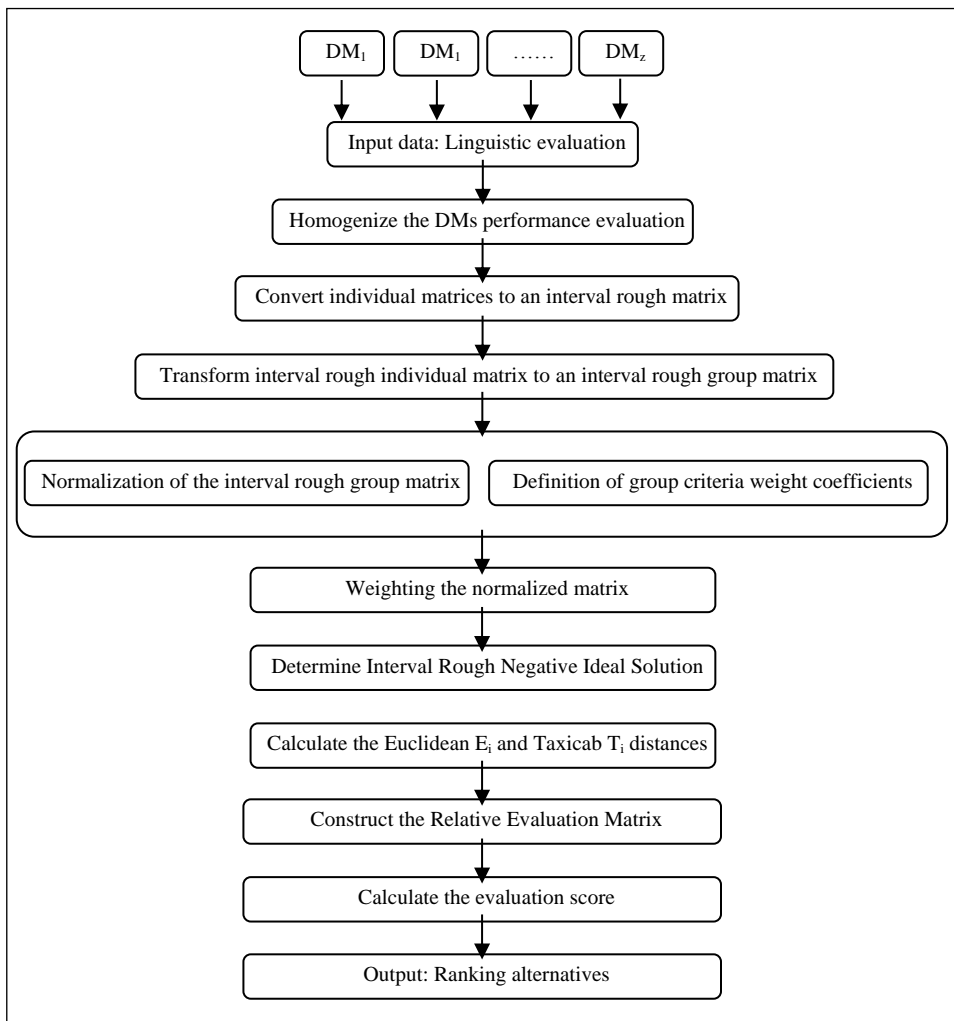 DM1 DM1 …… DMz
Input data: Linguistic evaluation
Homogenize the DMs performance evaluation
Convert individual matrices to an interval rough matrix
Transform interval rough individual matrix to an interval rough group matrix
Normalization of the interval rough group matrix Definition of group criteria weight coefficients
Weighting the normalized matrix
Determine Interval Rough Negative Ideal Solution
Calculate the Euclidean Ei and Taxicab Ti distances
Construct the Relative Evaluation Matrix
Calculate the evaluation score
Output: Ranking alternatives